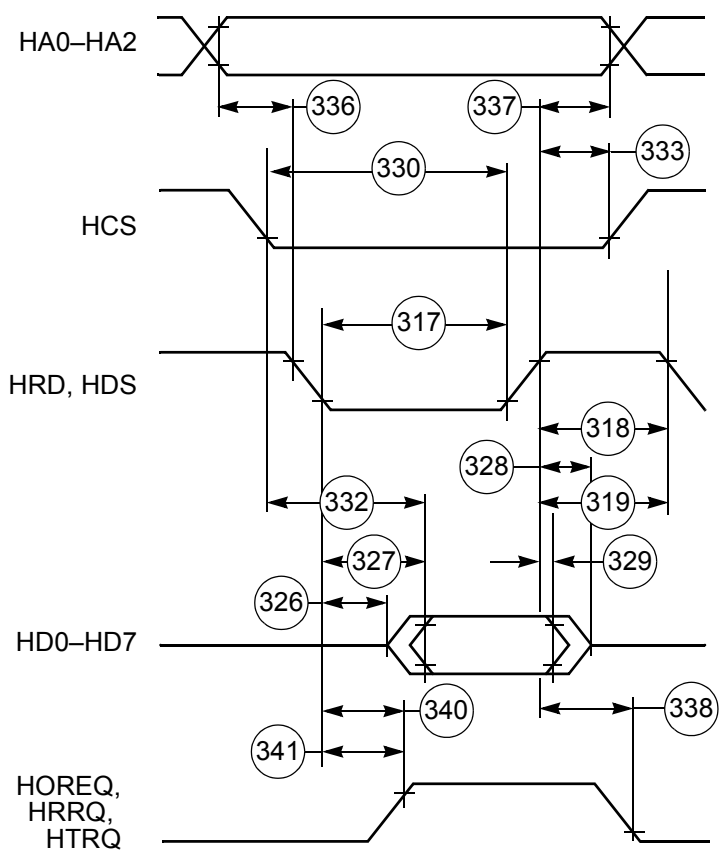 HA0–HA2
336
337
333
330
HCS
317
HRD, HDS
318
328
332
319
327
329
326
HD0–HD7
340
338
341
HOREQ,
HRRQ,
HTRQ